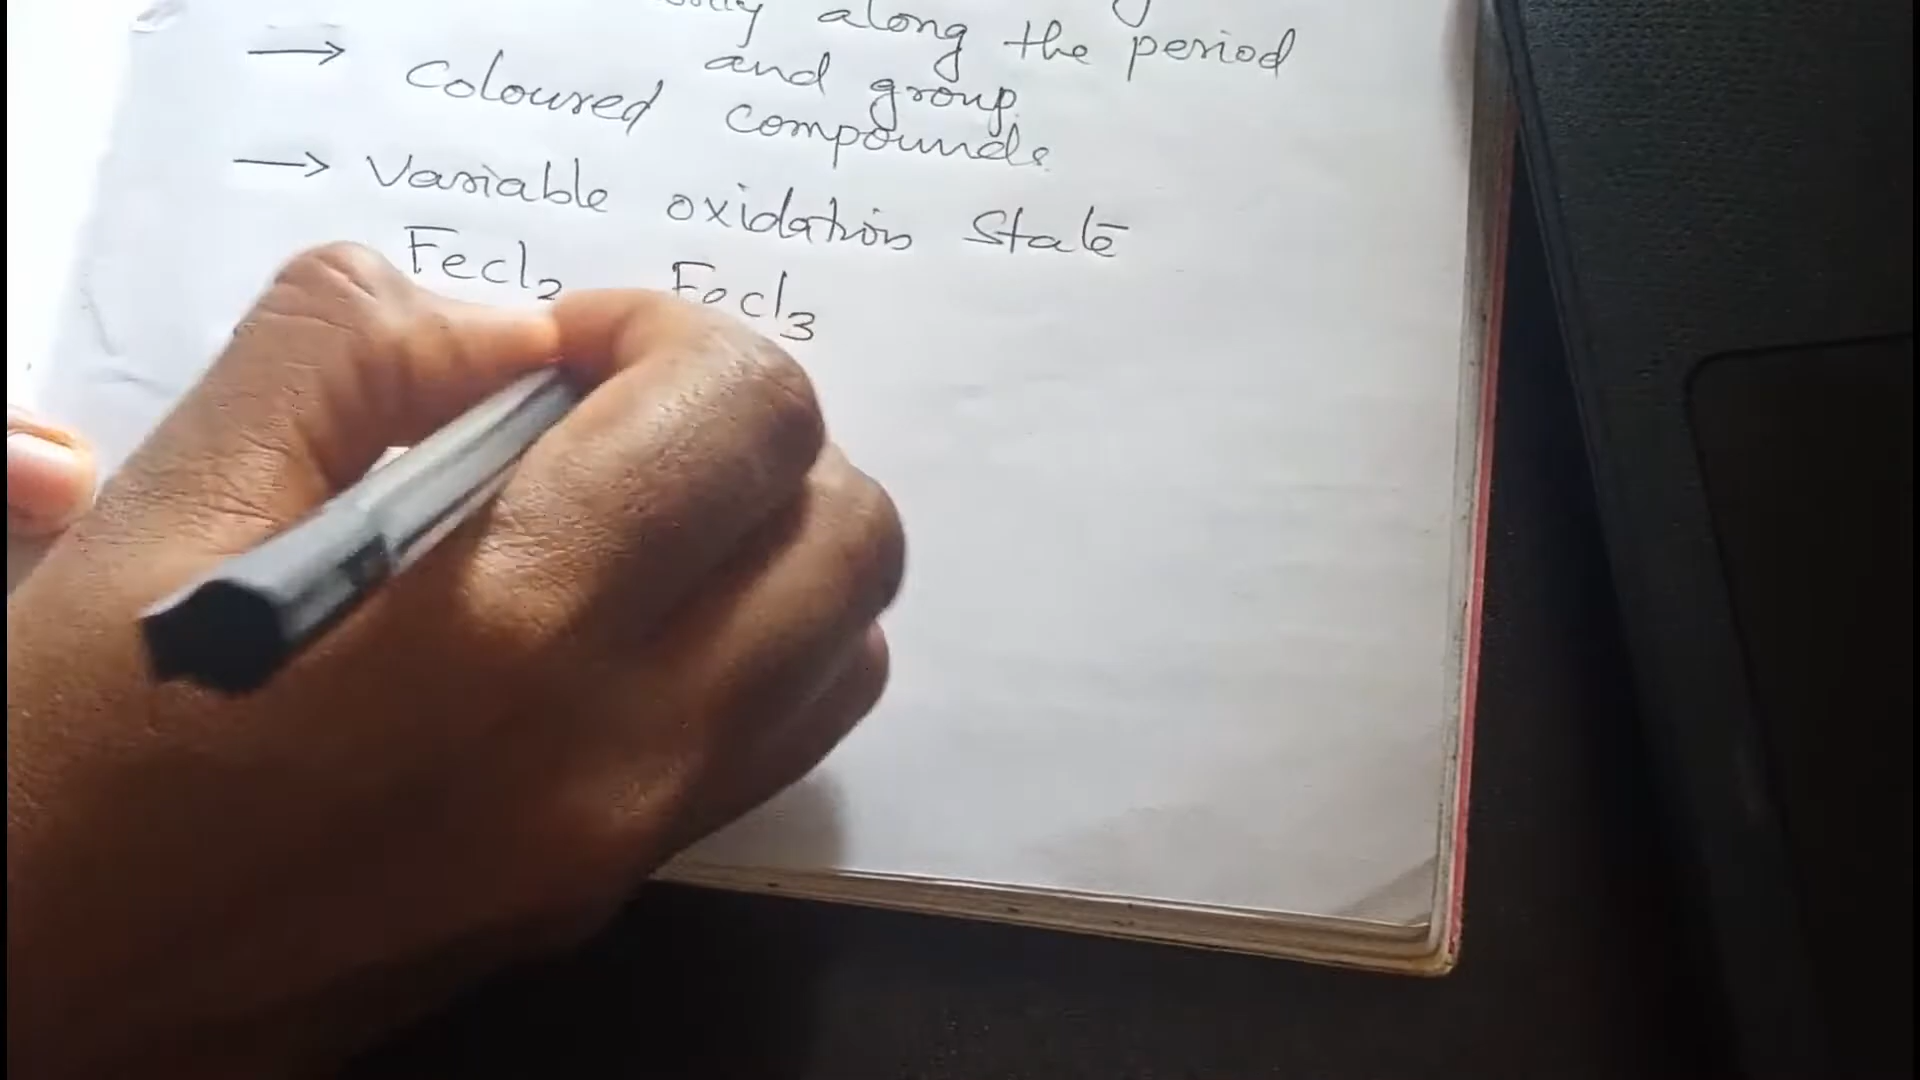 along the period
and group.
→ Coloured compounds.
→ Variable oxidation State
Fecl2 Fecl3